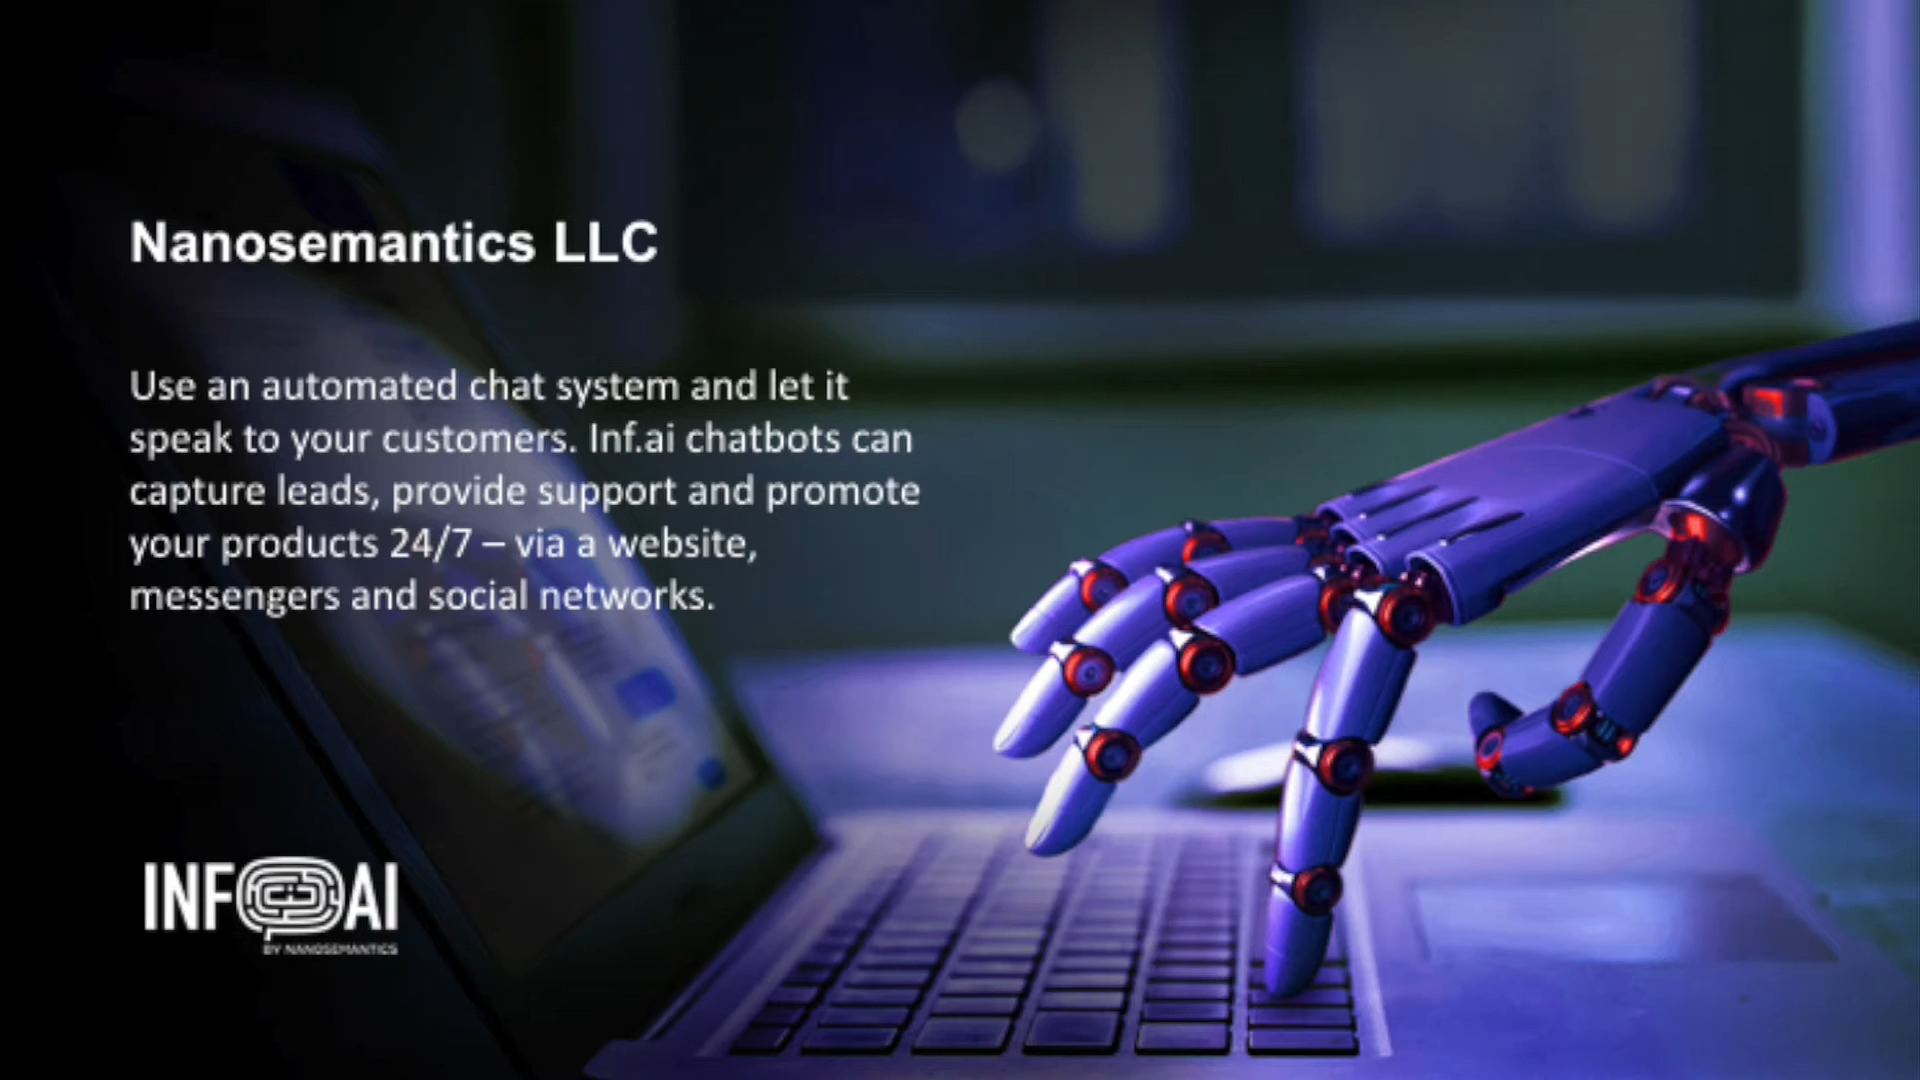 Nanosemantics LLC
Use an automated chat system and let it
speak to your customers. Inf.ai chatbots can
capture leads, provide support and promote
your products 24/7 – via a website,
messengers and social networks.
INF AI
BY NANOSEMANTICS